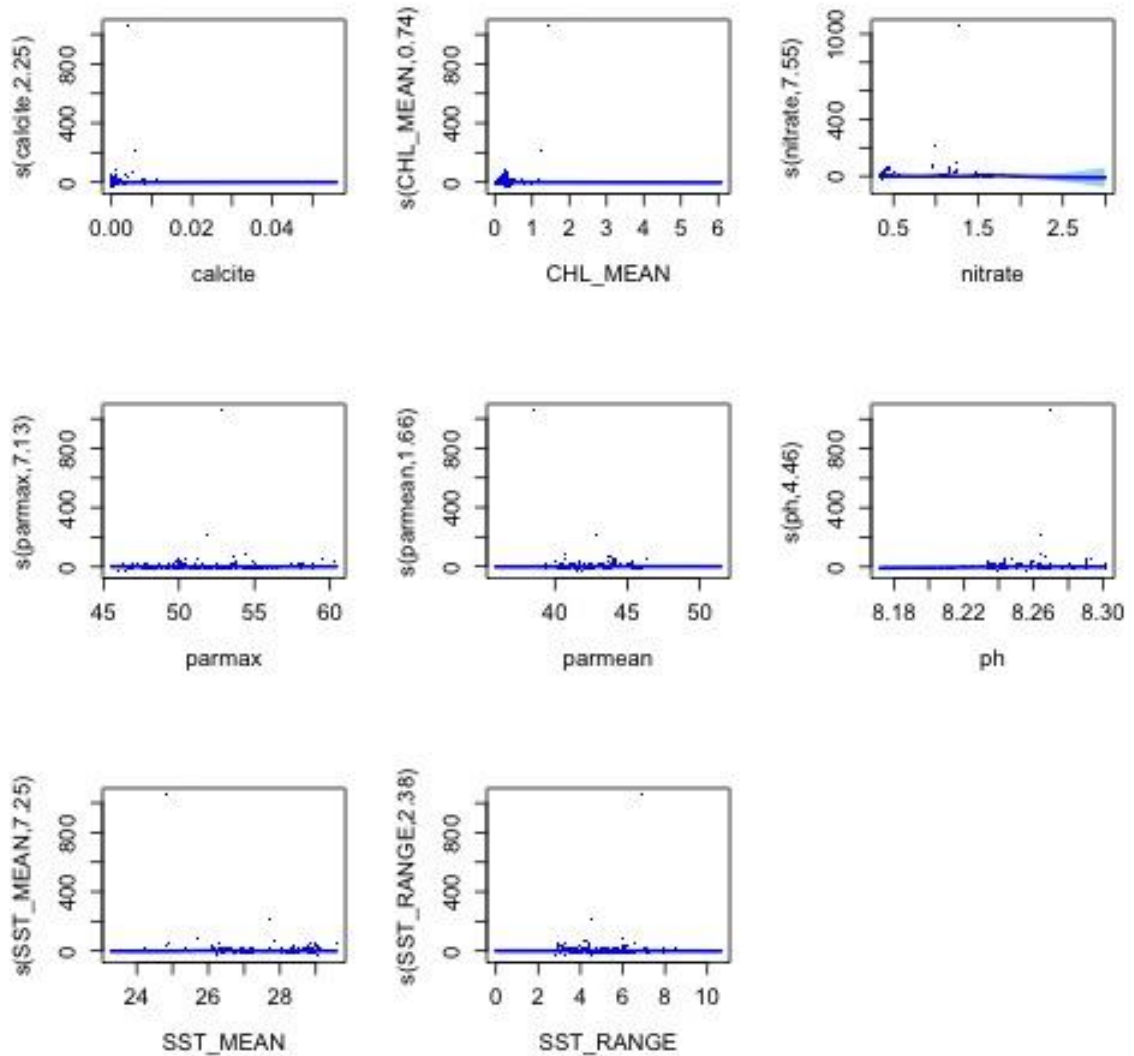 s(calcite,2.25)
0 400 800
0.00 0.02 0.04
calcite
s(CHL_MEAN,0.74)
0 400 800
0 1 2 3 4 5 6
CHL_MEAN
s(nitrate,7.55)
0 400 1000
0.5 1.0 1.5 2.5
nitrate
s(parmax,7.13)
0 400 800
45 50 55 60
parmax
s(parmean,1.66)
0 400 800
40 45 50
parmean
s(ph,4.46)
0 400 800
8.18 8.22 8.26 8.30
ph
s(SST_MEAN,7.25)
0 400 800
24 26 28
SST_MEAN
s(SST_RANGE,2.38)
0 400 800
0 2 4 6 8 10
SST_RANGE